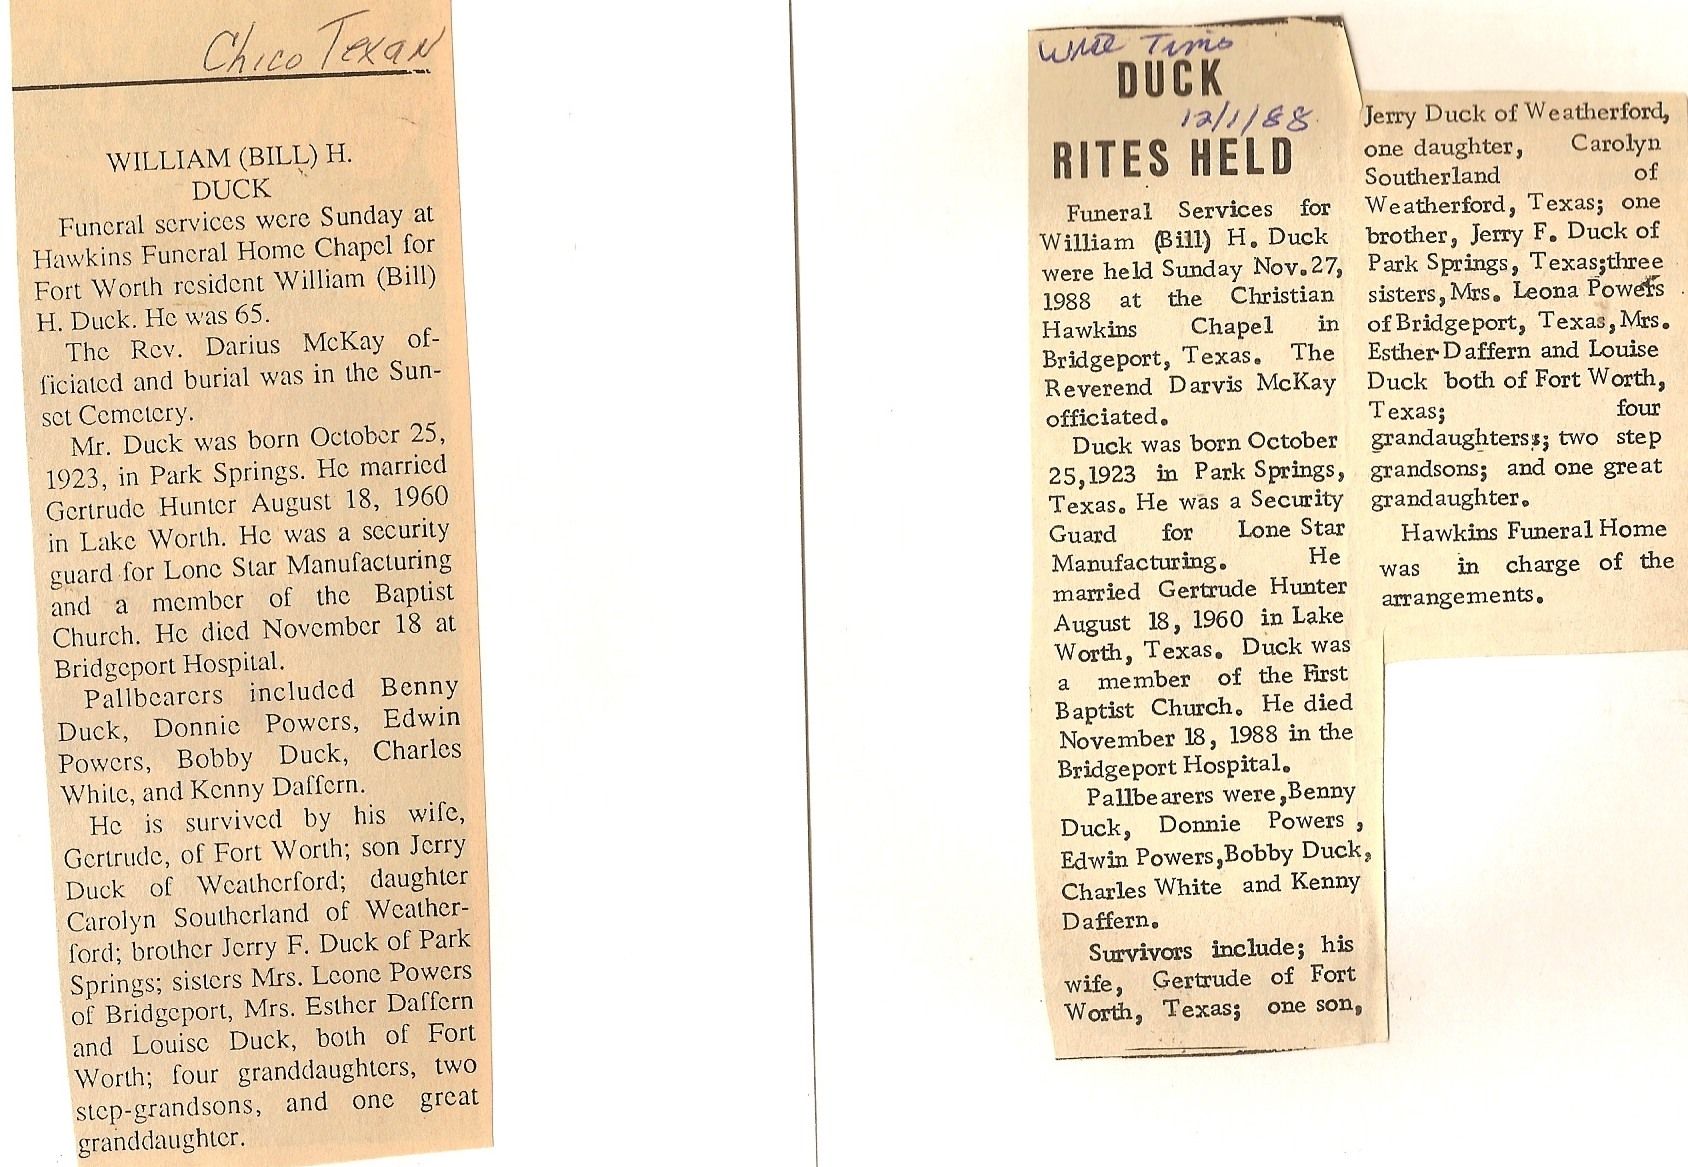 Chico Texan
WILLIAM (BILL) H.
DUCK
Funeral services were Sunday at
Hawkins Funeral Home Chapel for
Fort Worth resident William (Bill)
H. Duck. He was 65.
The Rev. Darius McKay of-
ficiated and burial was in the Sun-
set Cemetery.
Mr. Duck was born October 25,
1923, in Park Springs. He married
Gertrude Hunter August 18, 1960
in Lake Worth. He was a security
guard for Lone Star Manufacturing
and a member of the Baptist
Church. He died November 18 at
Bridgeport Hospital.
Pallbearers included Benny
Duck, Donnie Powers, Edwin
Powers, Bobby Duck, Charles
White, and Kenny Daffern.
He is survived by his wife,
Gertrude, of Fort Worth; son Jerry
Duck of Weatherford; daughter
Carolyn Southerland of Weather-
ford; brother Jerry F. Duck of Park
Springs; sisters Mrs. Leone Powers
of Bridgeport, Mrs. Esther Daffern
and Louise Duck, both of Fort
Worth; four granddaughters, two
step-grandsons, and one great
granddaughter.
DUCK
12/1/88
RITES HELD
Funeral Services for
William (Bill) H. Duck
were held Sunday Nov.27,
1988 at the Christian
Hawkins Chapel in
Bridgeport, Texas. The
Reverend Darvis McKay
officiated.
Duck was born October
25,1923 in Park Springs,
Texas. He was a Security
Guard for Lone Star
Manufacturing. He
married Gertrude Hunter
August 18, 1960 in Lake
Worth, Texas. Duck was
a member of the First
Baptist Church. He died
November 18, 1988 in the
Bridgeport Hospital.
Pallbearers were,Benny
Duck, Donnie Powers ,
Edwin Powers,Bobby Duck,
Charles White and Kenny
Daffern.
Survivors include; his
wife, Gertrude of Fort
Worth, Texas; one son,
Jerry Duck of Weatherford,
one daughter, Carolyn
Southerland of
Weatherford, Texas; one
brother, Jerry F. Duck of
Park Springs, Texas;three
sisters, Mrs. Leona Powers
of Bridgeport, Texas, Mrs.
Esther Daffern and Louise
Duck both of Fort Worth,
Texas; four
grandaughterss; two step
grandsons; and one great
grandaughter.
Hawkins Funeral Home
was in charge of the
arrangements.